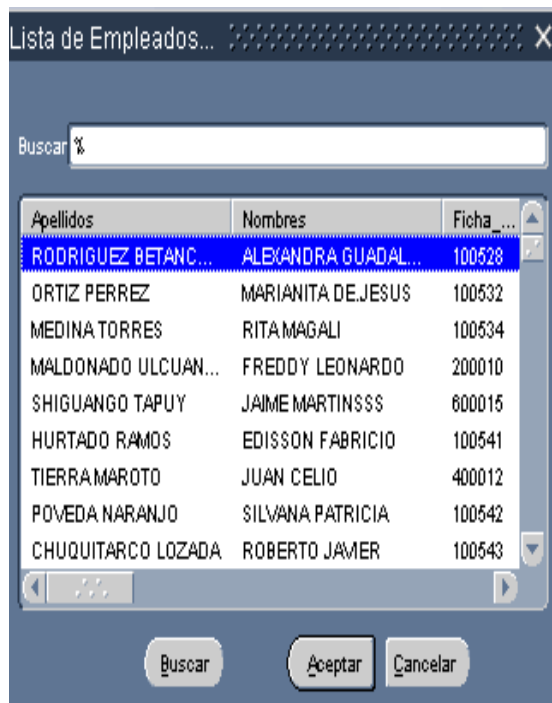 Lista de Empleados... X
Buscar %
Apellidos Nombres Ficha_...
RODRIGUEZ BETANC... ALEXANDRA GUADAL... 100528
ORTIZ PERREZ MARIANITA DE.JESUS 100532
MEDINA TORRES RITA MAGALI 100534
MALDONADO ULCUAN... FREDDY LEONARDO 200010
SHIGUANGO TAPUY JAIME MARTINSSS 600015
HURTADO RAMOS EDISSON FABRICIO 100541
TIERRA MAROTO JUAN CELIO 400012
POVEDA NARANJO SILVANA PATRICIA 100542
CHUQUITARCO LOZADA ROBERTO JAVIER 100543
Buscar Aceptar Cancelar